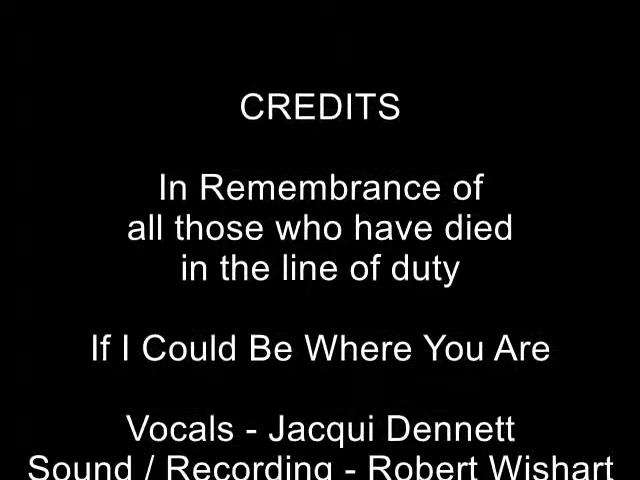 CREDITS
In Remembrance of
all those who have died
in the line of duty
If I Could Be Where You Are
Vocals - Jacqui Dennett
Sound / Recording - Robert Wishart